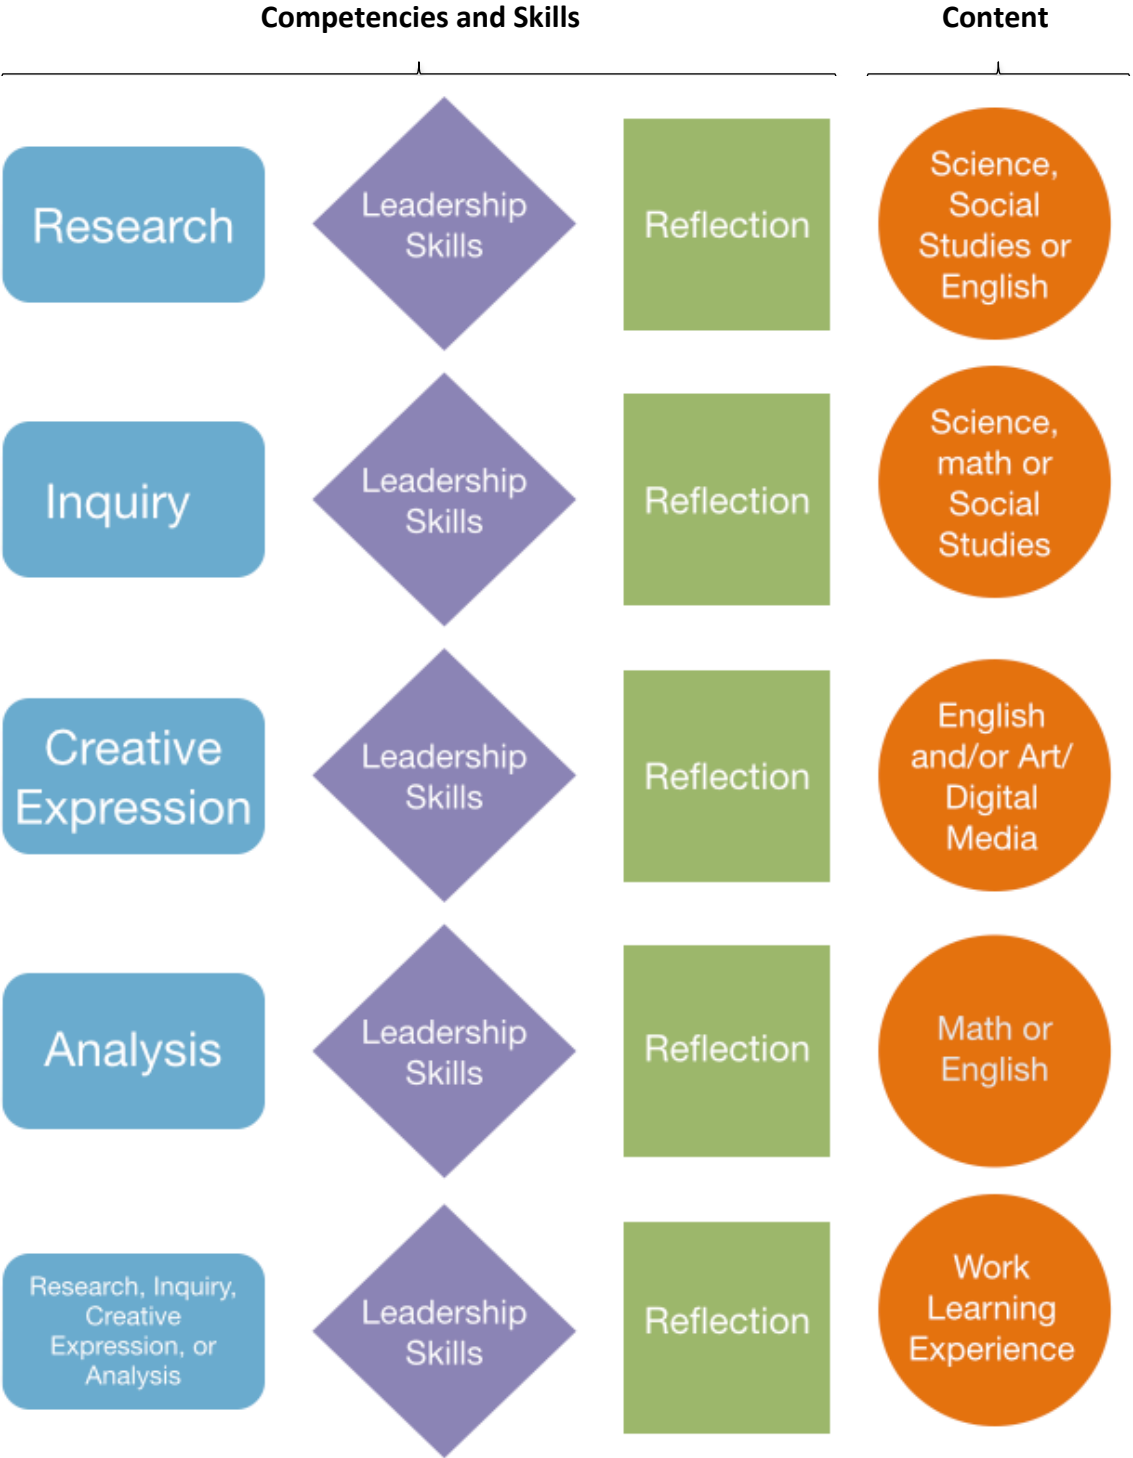 Competencies and Skills
Content
Research
Leadership
Skills
Reflection
Science,
Social
Studies or
English
Inquiry
Leadership
Skills
Reflection
Science,
math or
Social
Studies
Creative
Expression
Leadership
Skills
Reflection
English
and/or Art/
Digital
Media
Analysis
Leadership
Skills
Reflection
Math or
English
Research, Inquiry,
Creative
Expression, or
Analysis
Leadership
Skills
Reflection
Work
Learning
Experience